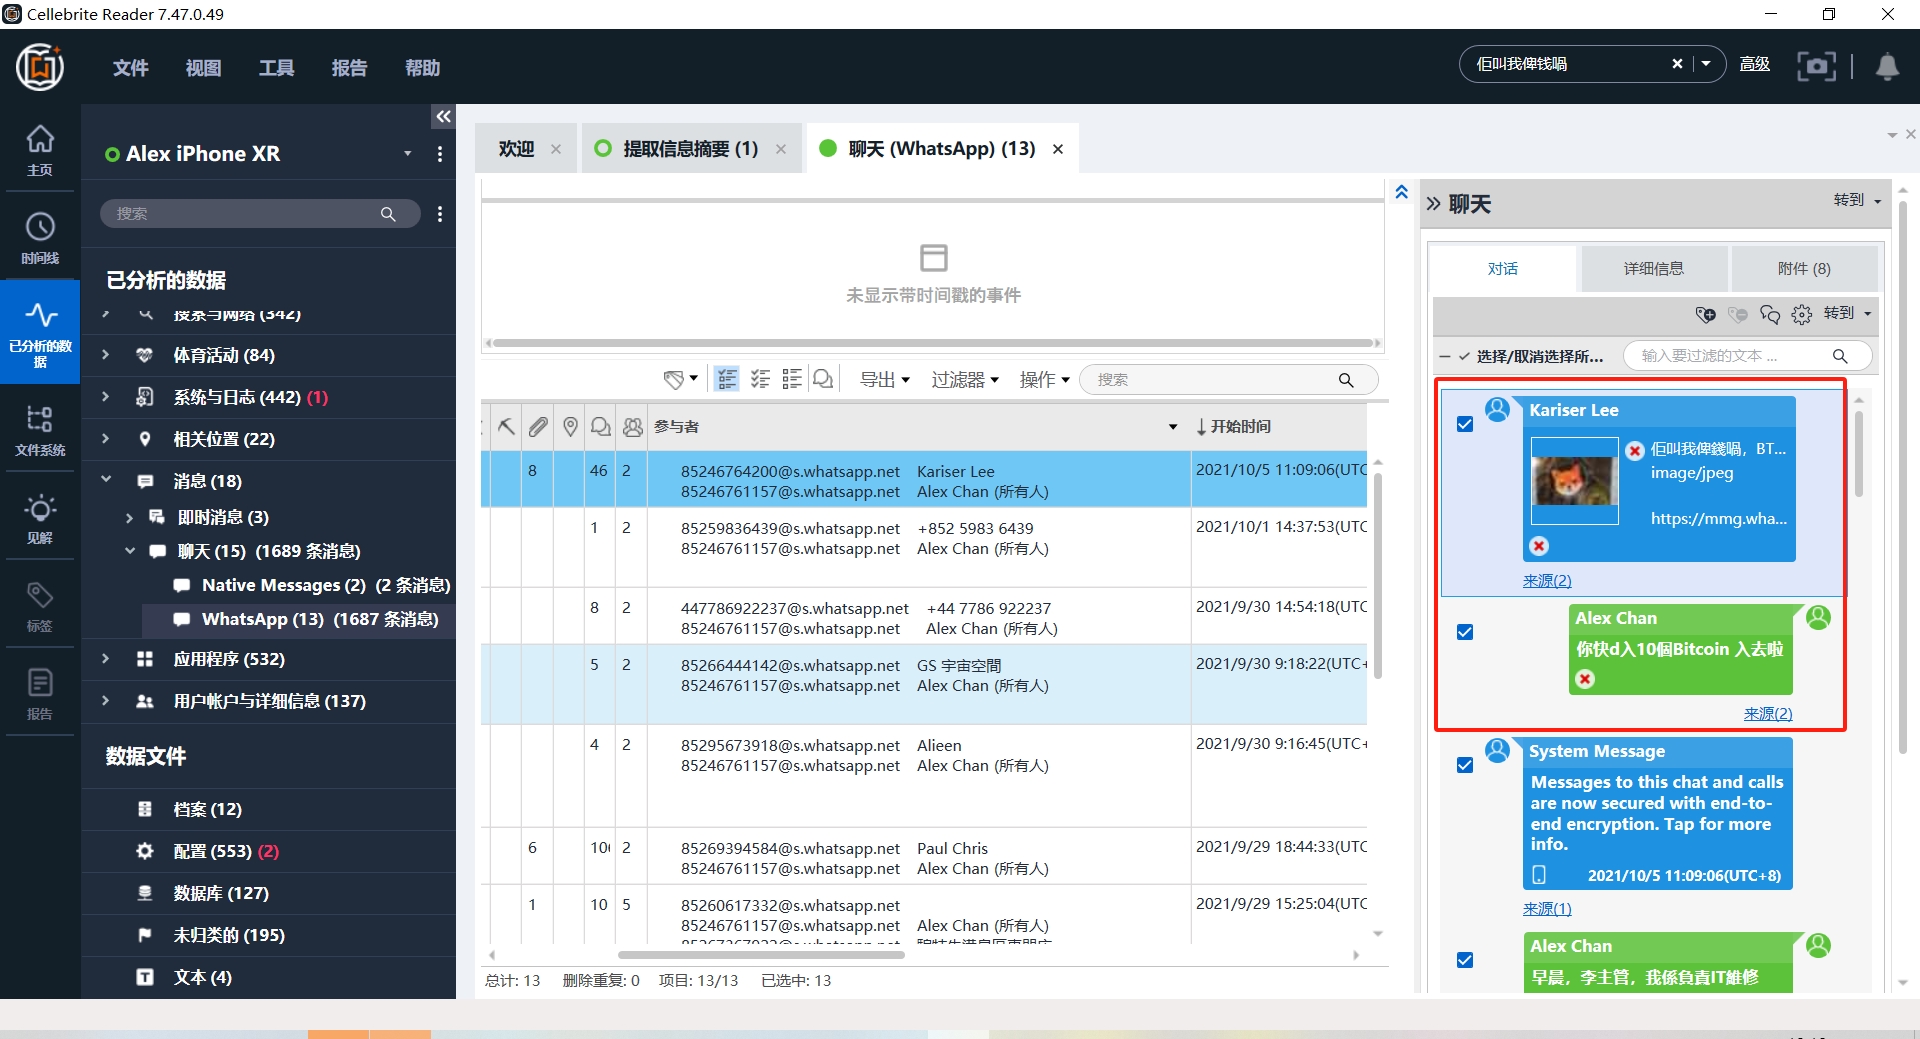 Cellebrite Reader 7.47.0.49
文件 视图 工具 报告 帮助
佢叫我俾钱喎
高级
主页
时间线
已分析的数据
文件系统
见解
标签
报告
Alex iPhone XR
搜索
已分析的数据
搜索与网络 (342)
体育活动 (84)
系统与日志 (442) (1)
相关位置 (22)
消息 (18)
即时消息 (3)
聊天 (15) (1689 条消息)
Native Messages (2) (2 条消息)
WhatsApp (13) (1687 条消息)
应用程序 (532)
用户帐户与详细信息 (137)
数据文件
档案 (12)
配置 (553) (2)
数据库 (127)
未归类的 (195)
文本 (4)
欢迎
提取信息摘要 (1)
聊天 (WhatsApp) (13)
未显示带时间戳的事件
导出 过滤器 操作 搜索
参与者 开始时间
8 46 2 85246764200@s.whatsapp.net Kariser Lee 2021/10/5 11:09:06(UTC
85246761157@s.whatsapp.net Alex Chan (所有人)
1 2 85259836439@s.whatsapp.net +852 5983 6439 2021/10/1 14:37:53(UTC
85246761157@s.whatsapp.net Alex Chan (所有人)
8 2 447786922237@s.whatsapp.net +44 7786 922237 2021/9/30 14:54:18(UTC
85246761157@s.whatsapp.net Alex Chan (所有人)
5 2 85266444142@s.whatsapp.net GS 宇宙空間 2021/9/30 9:18:22(UTC+
85246761157@s.whatsapp.net Alex Chan (所有人)
4 2 85295673918@s.whatsapp.net Alieen 2021/9/30 9:16:45(UTC+
85246761157@s.whatsapp.net Alex Chan (所有人)
6 10 2 85269394584@s.whatsapp.net Paul Chris 2021/9/29 18:44:33(UTC
85246761157@s.whatsapp.net Alex Chan (所有人)
1 10 5 85260617332@s.whatsapp.net 2021/9/29 15:25:04(UTC
85246761157@s.whatsapp.net Alex Chan (所有人)
总计: 13 删除重复: 0 项目: 13/13 已选中: 13
聊天 转到
对话 详细信息 附件 (8)
转到
选择/取消选择所... 输入要过滤的文本 ...
Kariser Lee
佢叫我俾錢喎，BT...
image/jpeg
https://mmg.wha...
来源(2)
Alex Chan
你快d入10個Bitcoin 入去啦
来源(2)
System Message
Messages to this chat and calls
are now secured with end-to-
end encryption. Tap for more
info.
2021/10/5 11:09:06(UTC+8)
来源(1)
Alex Chan
早晨，李主管，我係負責IT維修